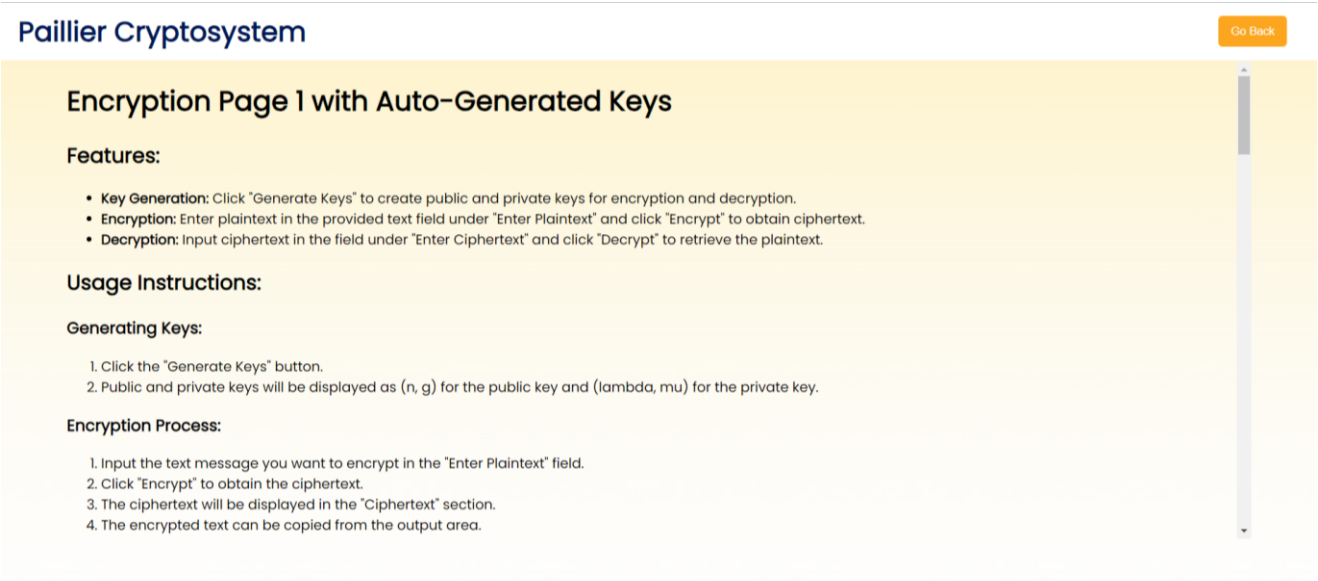 Paillier Cryptosystem
Go Back
Encryption Page 1 with Auto-Generated Keys
Features:
• Key Generation: Click "Generate Keys" to create public and private keys for encryption and decryption.
• Encryption: Enter plaintext in the provided text field under "Enter Plaintext" and click "Encrypt" to obtain ciphertext.
• Decryption: Input ciphertext in the field under "Enter Ciphertext" and click "Decrypt" to retrieve the plaintext.
Usage Instructions:
Generating Keys:
1. Click the "Generate Keys" button.
2. Public and private keys will be displayed as (n, g) for the public key and (lambda, mu) for the private key.
Encryption Process:
1. Input the text message you want to encrypt in the "Enter Plaintext" field.
2. Click "Encrypt" to obtain the ciphertext.
3. The ciphertext will be displayed in the "Ciphertext" section.
4. The encrypted text can be copied from the output area.